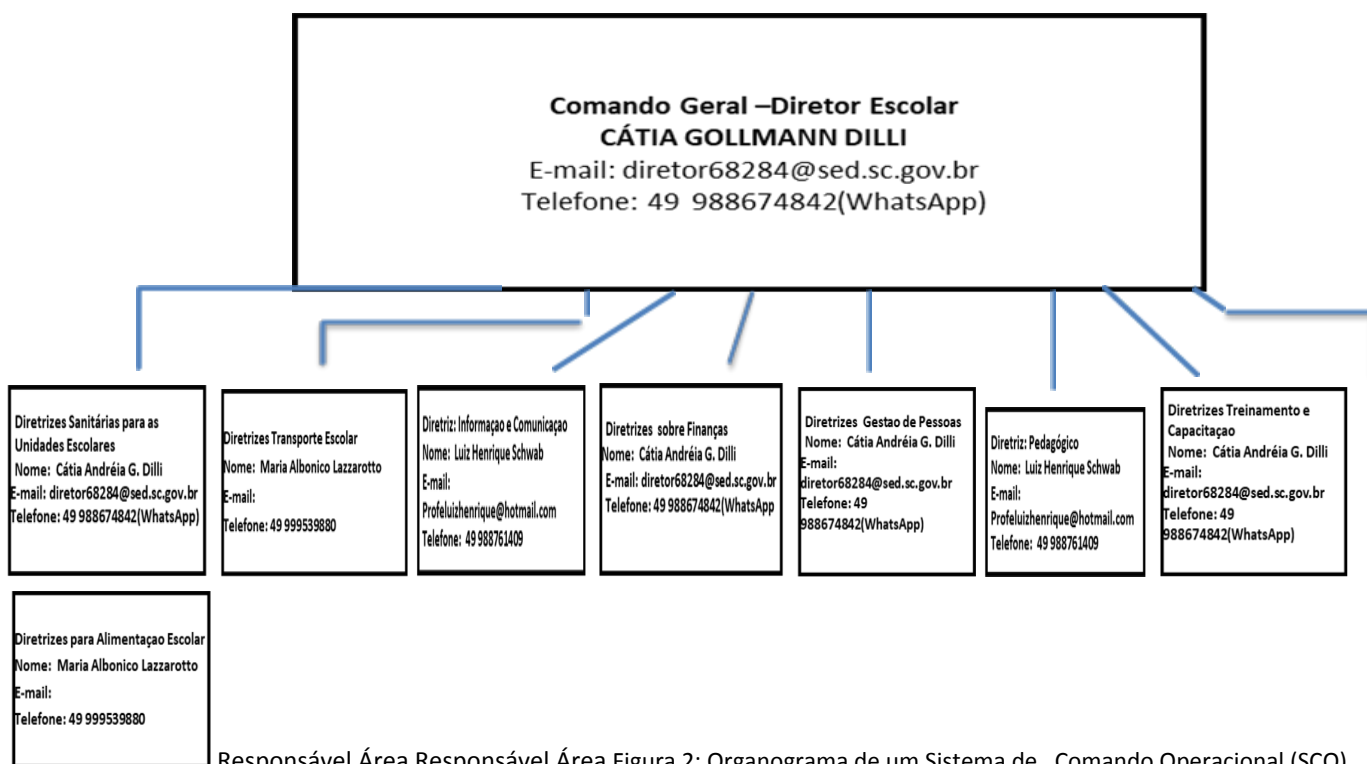 Comando Geral –Diretor Escolar
CÁTIA GOLLMANN DILLI
E-mail: diretor68284@sed.sc.gov.br
Telefone: 49 988674842(WhatsApp)
Diretrizes Sanitárias para as
Unidades Escolares
Nome: Cátia Andréia G. Dilli
E-mail: diretor68284@sed.sc.gov.br
Telefone: 49 988674842(WhatsApp)
Diretrizes Transporte Escolar
Nome: Maria Albonico Lazzarotto
E-mail:
Telefone: 49 999539880
Diretriz: Informaçao e Comunicaçao
Nome: Luiz Henrique Schwab
E-mail:
Profeluizhenrique@hotmail.com
Telefone: 49 988761409
Diretrizes sobre Finanças
Nome: Cátia Andréia G. Dilli
E-mail: diretor68284@sed.sc.gov.br
Telefone: 49 988674842(WhatsApp
Diretrizes Gestao de Pessoas
Nome: Cátia Andréia G. Dilli
E-mail:
diretor68284@sed.sc.gov.br
Telefone: 49
988674842(WhatsApp)
Diretriz: Pedagógico
Nome: Luiz Henrique Schwab
E-mail:
Profeluizhenrique@hotmail.com
Telefone: 49 988761409
Diretrizes Treinamento e
Capacitaçao
Nome: Cátia Andréia G. Dilli
E-mail:
diretor68284@sed.sc.gov.br
Telefone: 49
988674842(WhatsApp)
Diretrizes para Alimentaçao Escolar
Nome: Maria Albonico Lazzarotto
E-mail:
Telefone: 49 999539880
Responsável Área Responsável Área Figura 2: Organograma de um Sistema de Comando Operacional (SCO)